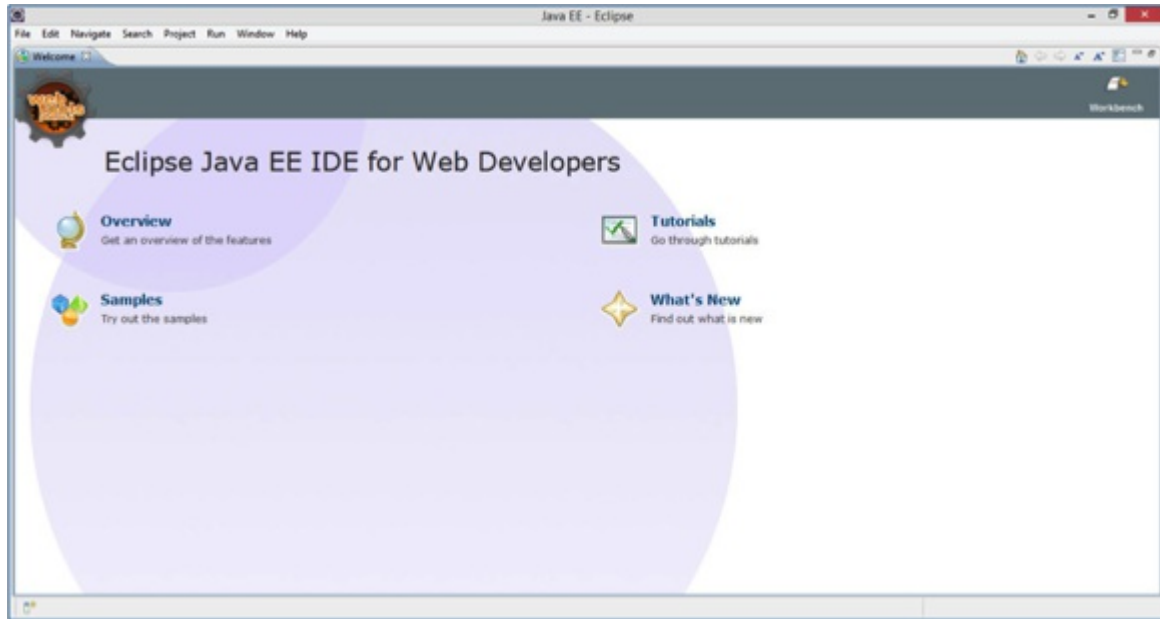 Java EE - Eclipse
File Edit Navigate Search Project Run Window Help
Welcome
Workbench
Eclipse Java EE IDE for Web Developers
Overview
Get an overview of the features
Tutorials
Go through tutorials
Samples
Try out the samples
What's New
Find out what is new